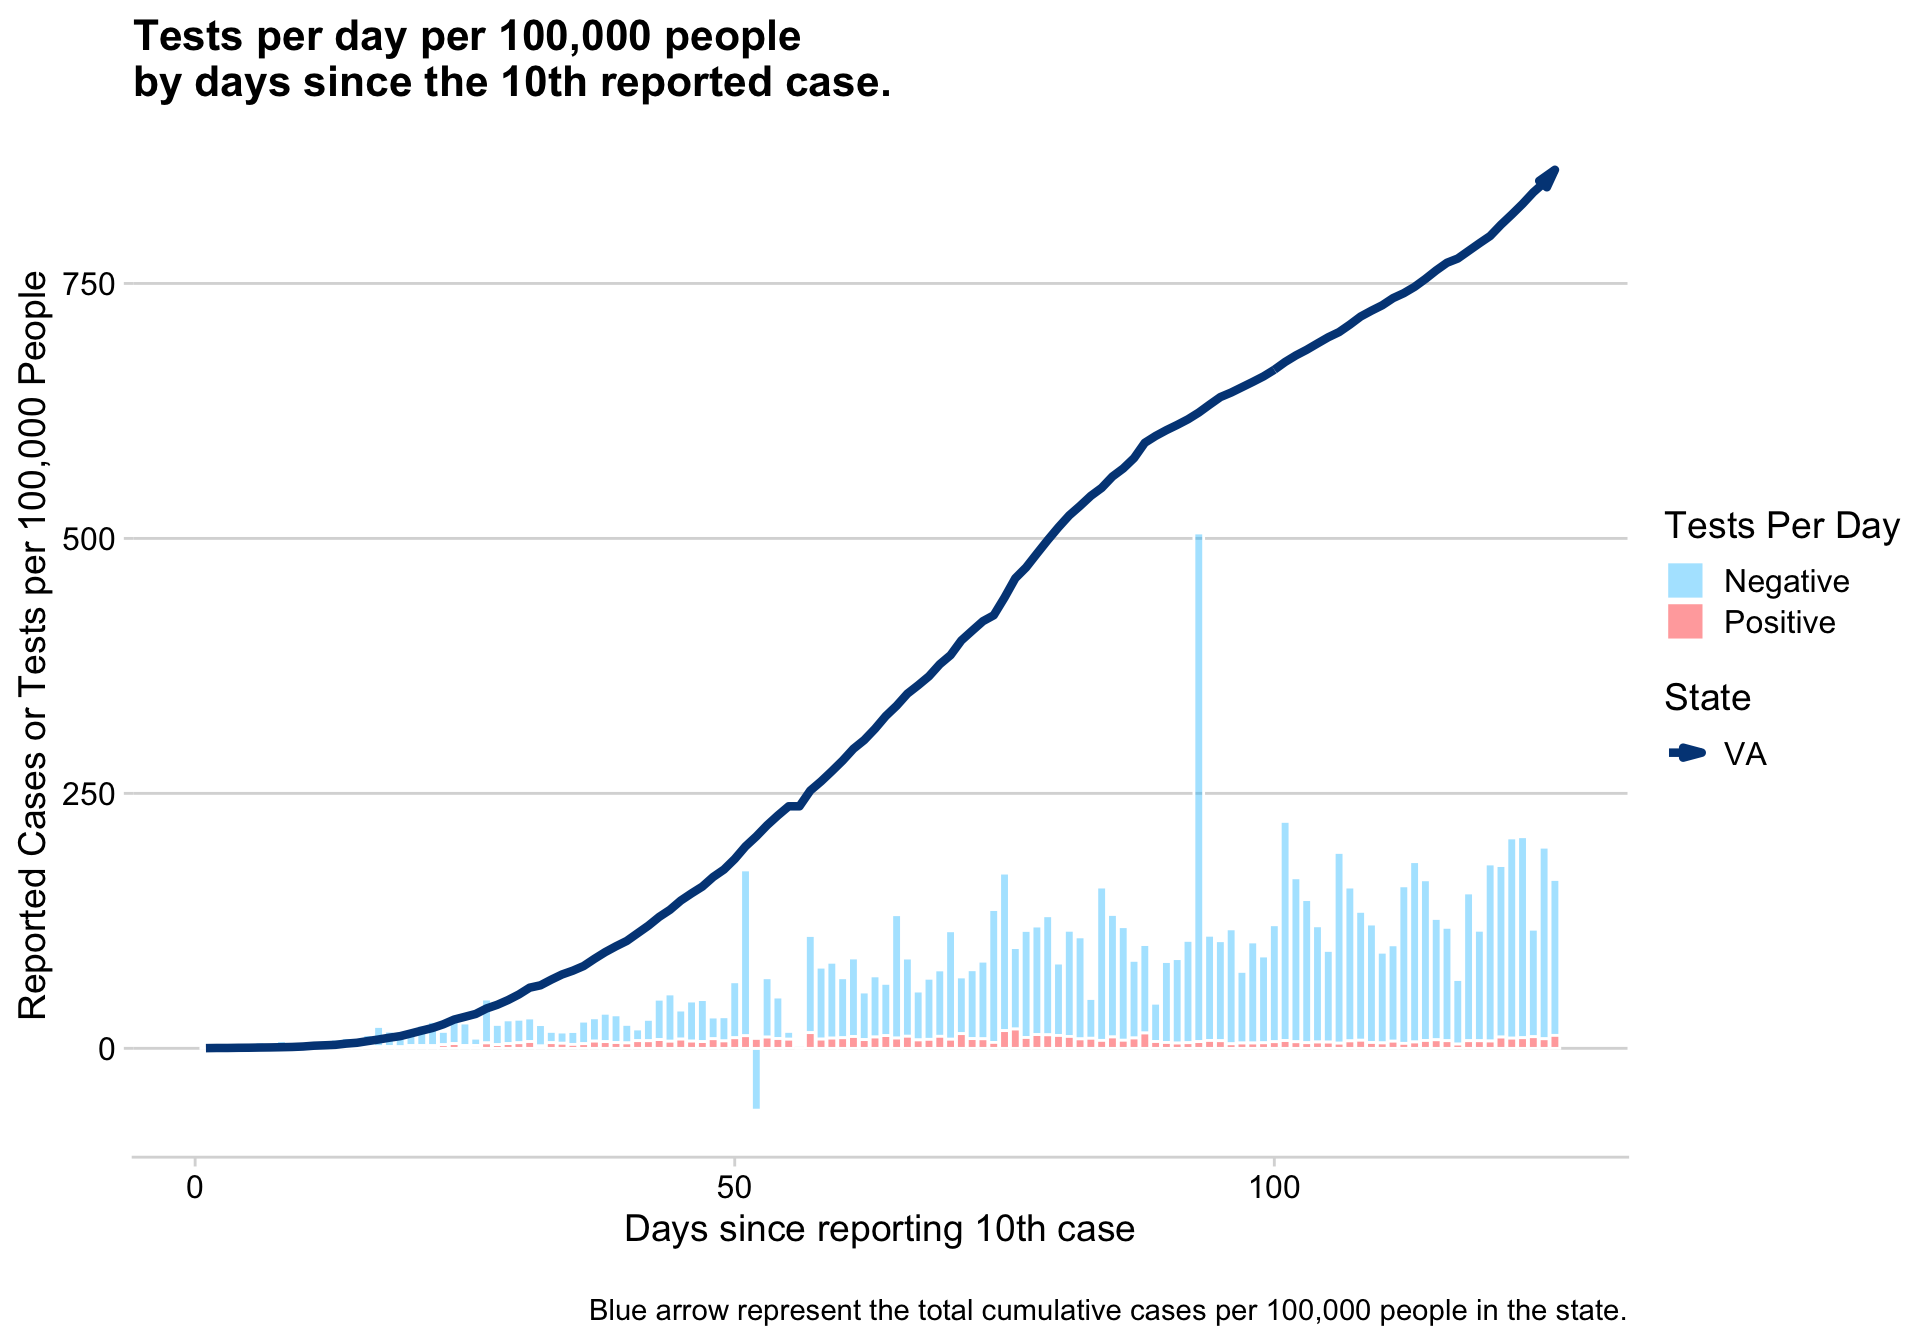 Tests per day per 100,000 people
by days since the 10th reported case.
Reported Cases or Tests per 100,000 People
750
500
250
0
0
50
100
Days since reporting 10th case
Tests Per Day
Negative
Positive
State
VA
Blue arrow represent the total cumulative cases per 100,000 people in the state.